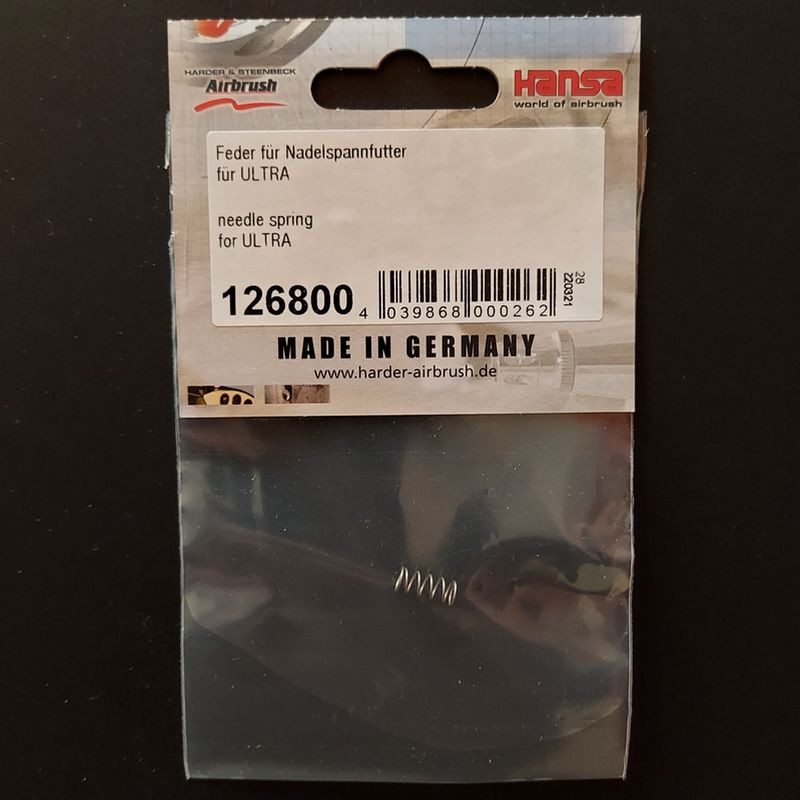 HARDER & STEENBECK
Airbrush
Hansa
world of airbrush
Feder für Nadelspannfutter
für ULTRA
needle spring
for ULTRA
126800
4 039868 000262
28
220321
MADE IN GERMANY
www.harder-airbrush.de